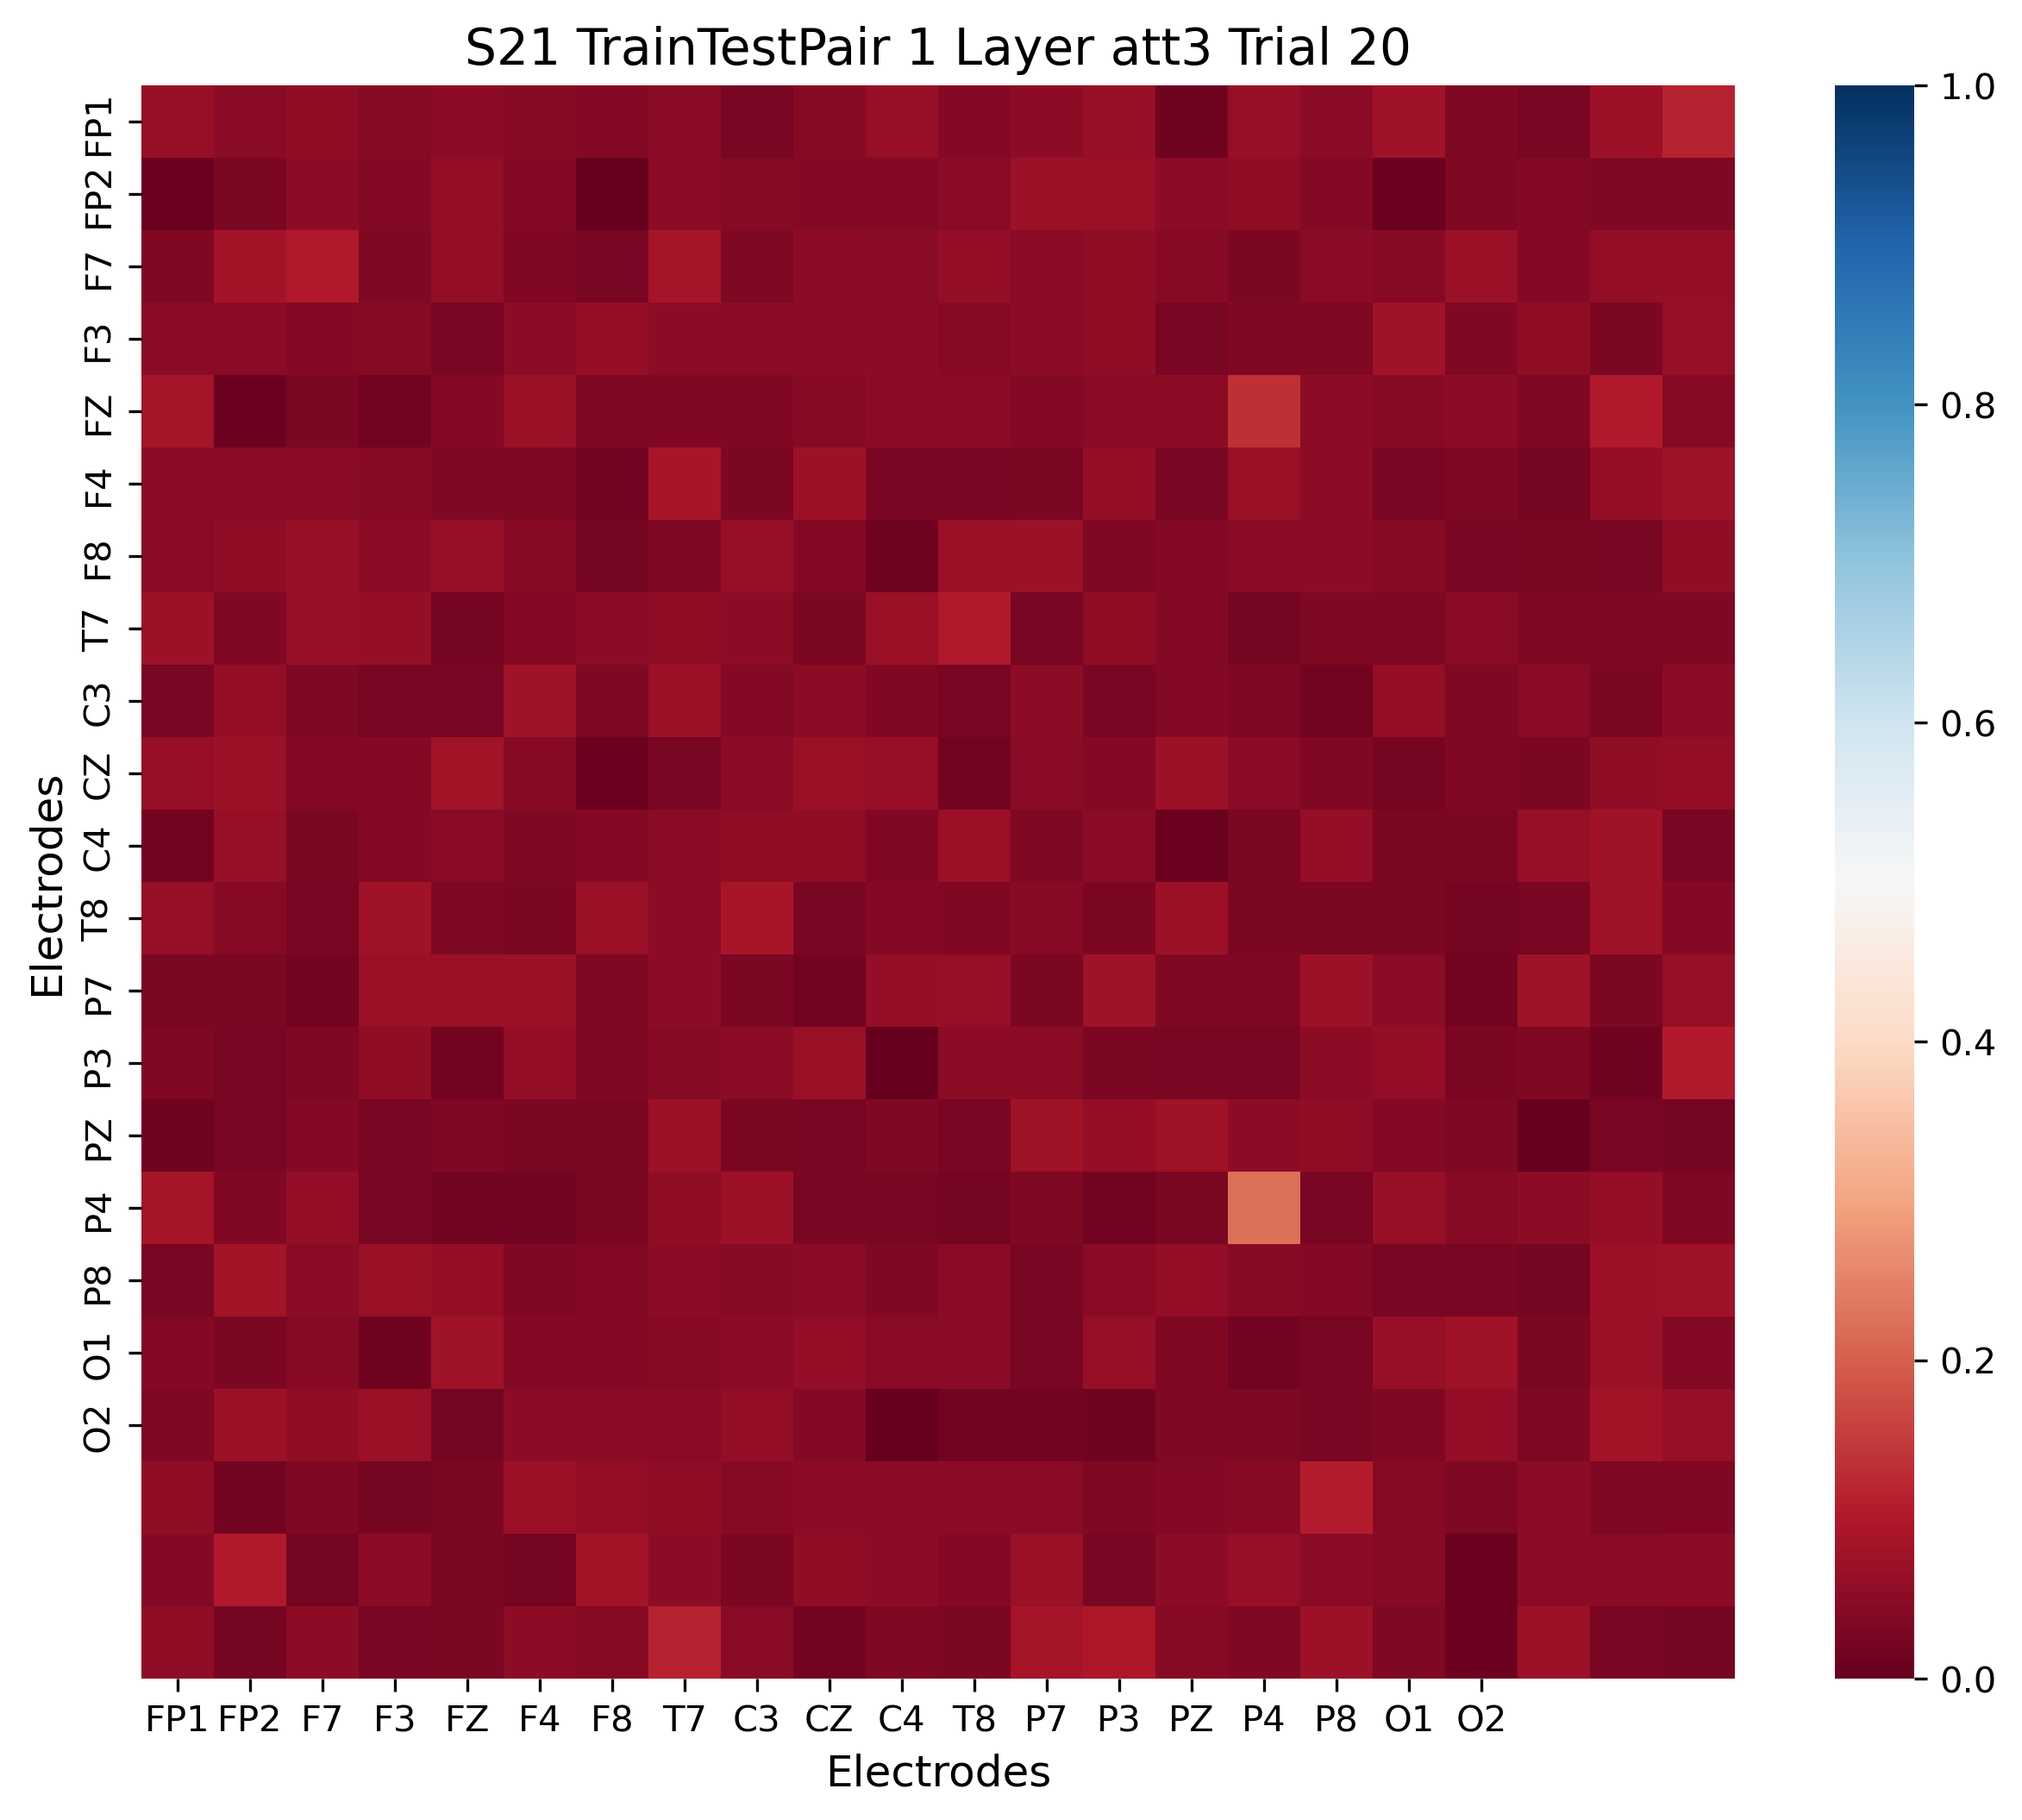 S21 TrainTestPair 1 Layer att3 Trial 20
Electrodes
FP1
FP2
F7
F3
FZ
F4
F8
T7
C3
CZ
C4
T8
P7
P3
PZ
P4
P8
O1
O2
FP1 FP2 F7 F3 FZ F4 F8 T7 C3 CZ C4 T8 P7 P3 PZ P4 P8 O1 O2
Electrodes
1.0
0.8
0.6
0.4
0.2
0.0